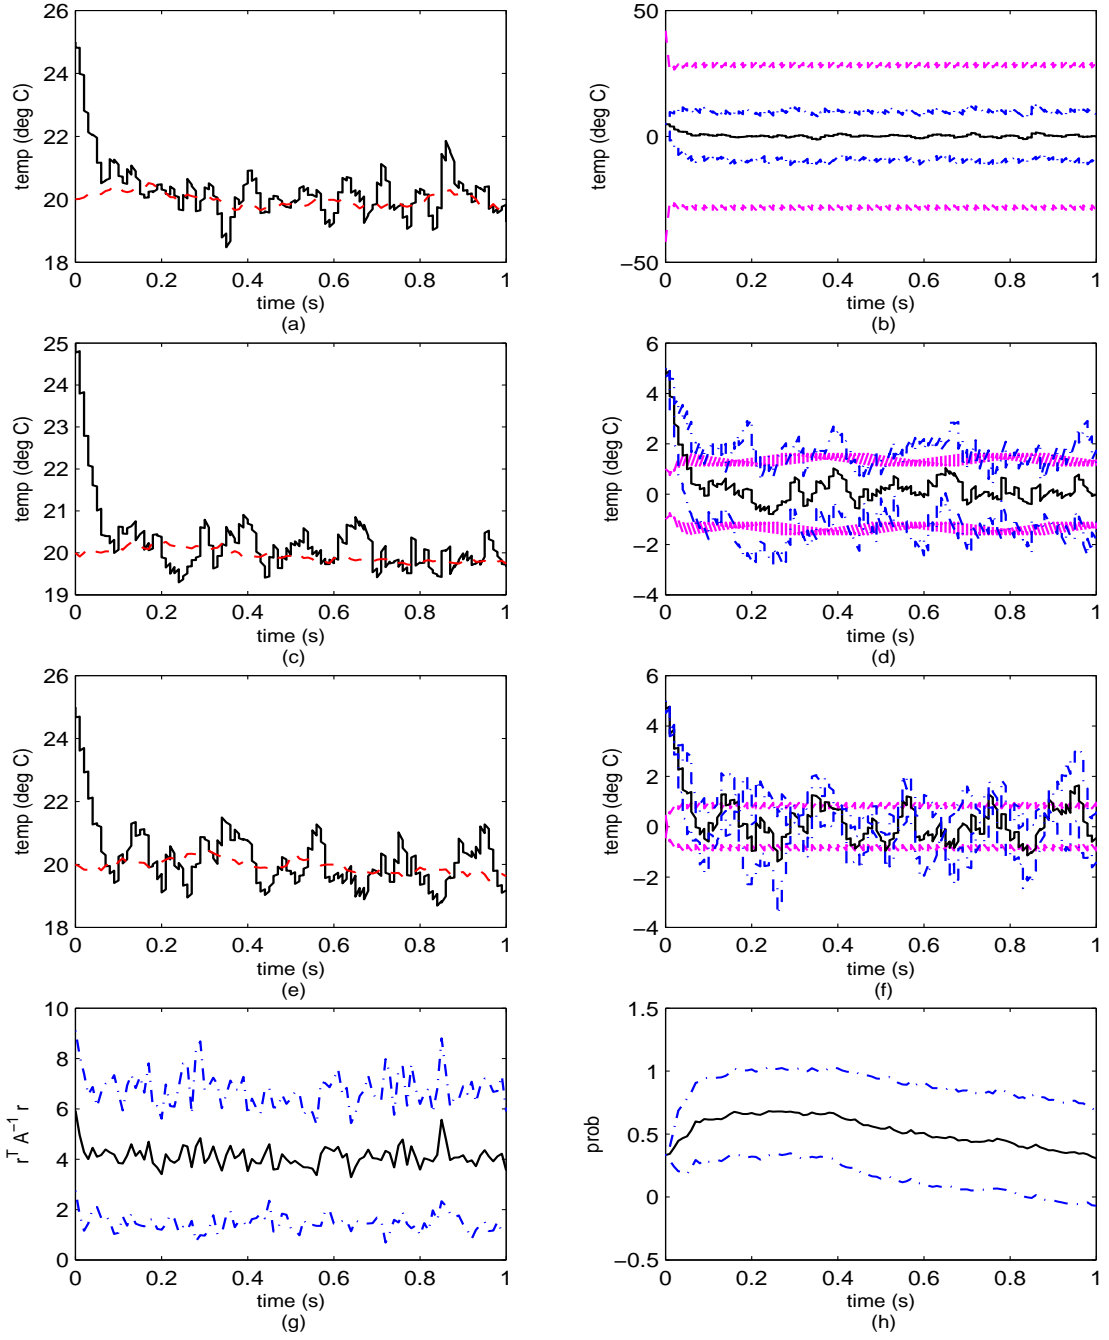 26
24
22
20
18
temp (deg C)
0 0.2 0.4 0.6 0.8 1
time (s)
(a)
50
0
−50
temp (deg C)
0 0.2 0.4 0.6 0.8 1
time (s)
(b)
25
24
23
22
21
20
19
temp (deg C)
0 0.2 0.4 0.6 0.8 1
time (s)
(c)
6
4
2
0
−2
−4
temp (deg C)
0 0.2 0.4 0.6 0.8 1
time (s)
(d)
26
24
22
20
18
temp (deg C)
0 0.2 0.4 0.6 0.8 1
time (s)
(e)
6
4
2
0
−2
−4
temp (deg C)
0 0.2 0.4 0.6 0.8 1
time (s)
(f)
10
8
6
4
2
0
r^T A^−1 r
0 0.2 0.4 0.6 0.8 1
time (s)
(g)
1.5
1
0.5
0
−0.5
prob
0 0.2 0.4 0.6 0.8 1
time (s)
(h)